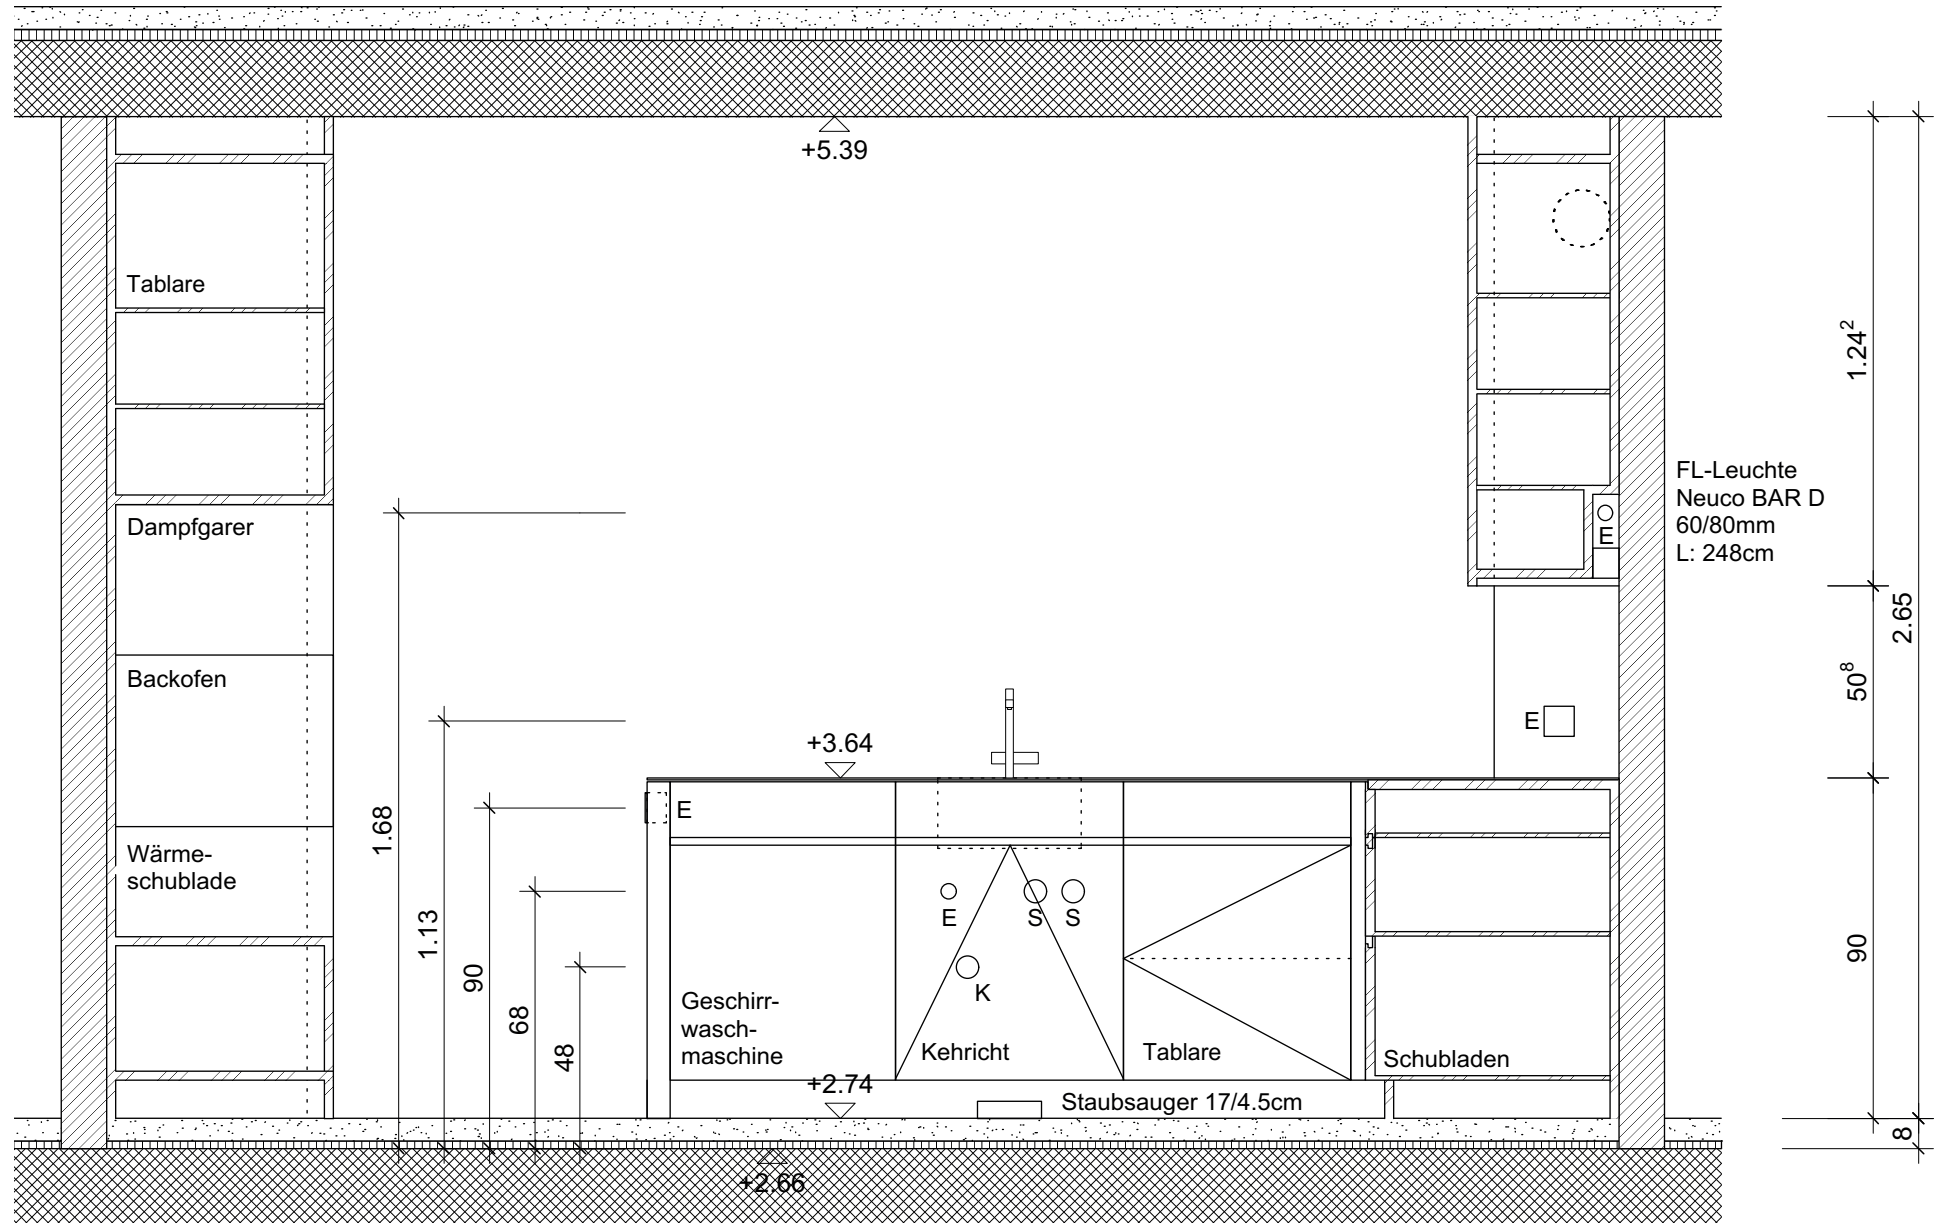 +5.39
Tablare
1.24²
FL-Leuchte
Neuco BAR D
60/80mm
L: 248cm
E
Dampfgarer
2.65
Backofen
50⁸
E
+3.64
E
1.68
Wärme-
schublade
E
S
S
1.13
90
90
K
68
Geschirr-
wasch-
maschine
48
Kehricht
Tablare
Schubladen
+2.74
Staubsauger 17/4.5cm
8
+2.66